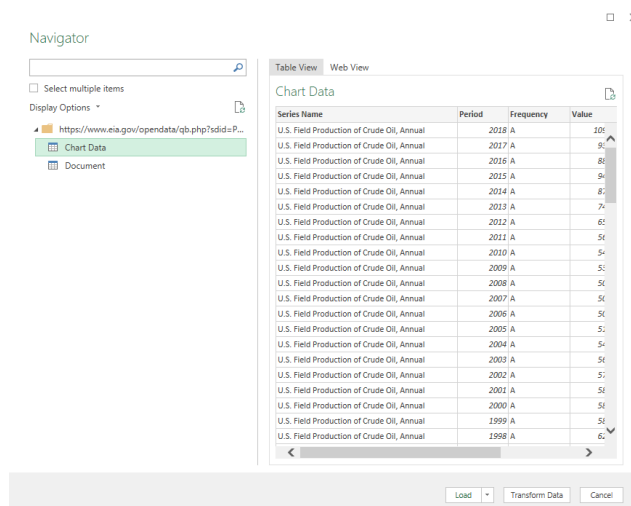 Navigator
Select multiple items
Display Options
https://www.eia.gov/opendata/qb.php?sdid=P...
Chart Data
Document
Table View Web View
Chart Data
Series Name Period Frequency Value
U.S. Field Production of Crude Oil, Annual 2018 A 109
U.S. Field Production of Crude Oil, Annual 2017 A
U.S. Field Production of Crude Oil, Annual 2016 A
U.S. Field Production of Crude Oil, Annual 2015 A
U.S. Field Production of Crude Oil, Annual 2014 A
U.S. Field Production of Crude Oil, Annual 2013 A
U.S. Field Production of Crude Oil, Annual 2012 A
U.S. Field Production of Crude Oil, Annual 2011 A
U.S. Field Production of Crude Oil, Annual 2010 A
U.S. Field Production of Crude Oil, Annual 2009 A
U.S. Field Production of Crude Oil, Annual 2008 A
U.S. Field Production of Crude Oil, Annual 2007 A
U.S. Field Production of Crude Oil, Annual 2006 A
U.S. Field Production of Crude Oil, Annual 2005 A
U.S. Field Production of Crude Oil, Annual 2004 A
U.S. Field Production of Crude Oil, Annual 2003 A
U.S. Field Production of Crude Oil, Annual 2002 A
U.S. Field Production of Crude Oil, Annual 2001 A
U.S. Field Production of Crude Oil, Annual 2000 A
U.S. Field Production of Crude Oil, Annual 1999 A
U.S. Field Production of Crude Oil, Annual 1998 A
Load Transform Data Cancel